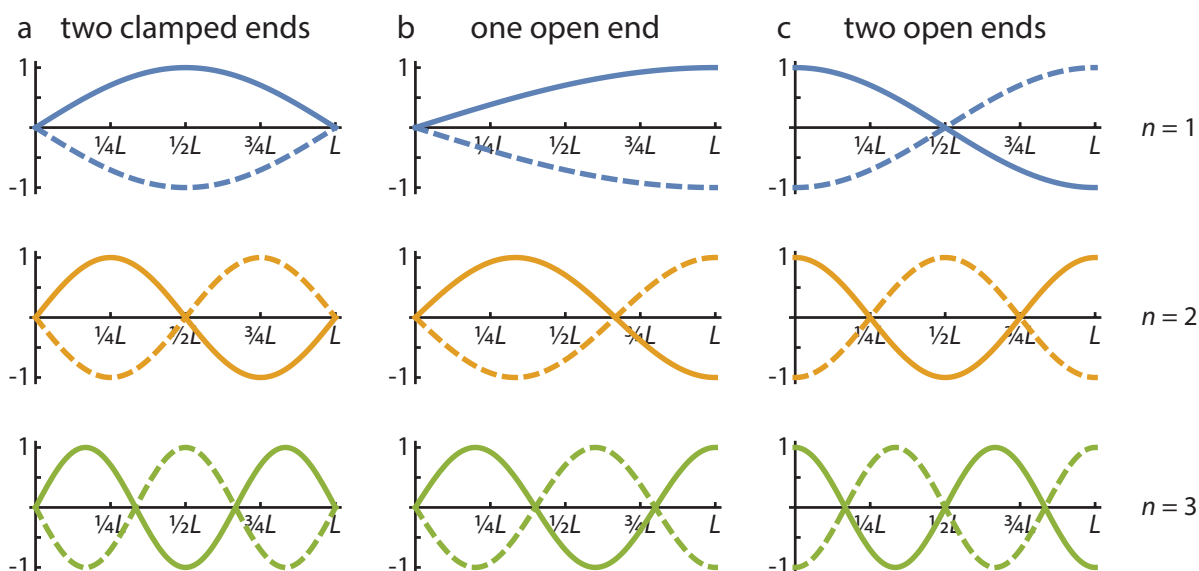 a two clamped ends b one open end c two open ends
1 1 1
¼L ½L ¾L L ¼L ½L ¾L L ¼L ½L ¾L L n = 1
-1 -1 -1
1 1 1
¼L ½L ¾L L ¼L ½L ¾L L ¼L ½L ¾L L n = 2
-1 -1 -1
1 1 1
¼L ½L ¾L L ¼L ½L ¾L L ¼L ½L ¾L L n = 3
-1 -1 -1